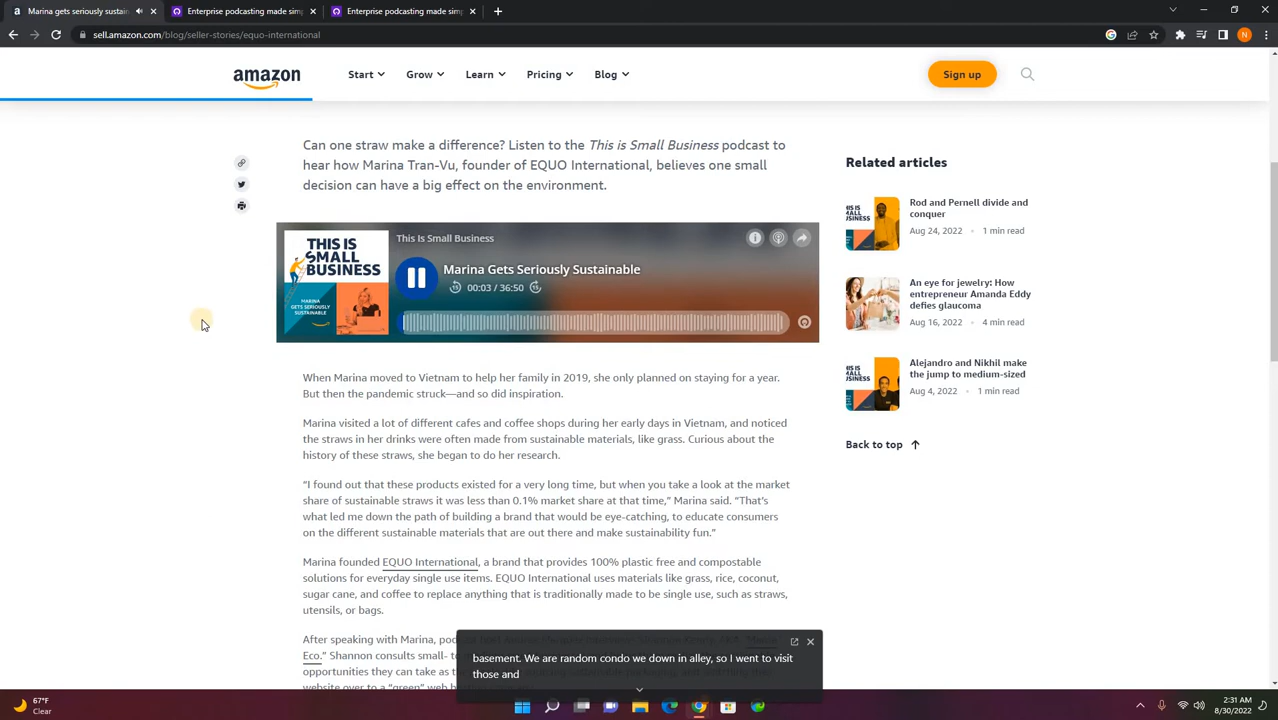 Marina gets seriously sustain
Enterprise podcasting made sim
Enterprise podcasting made sim
sell.amazon.com/blog/seller-stories/equo-international
N
amazon
Start
Grow
Learn
Pricing
Blog
Sign up
Can one straw make a difference? Listen to the This is Small Business podcast to
hear how Marina Tran-Vu, founder of EQUO International, believes one small
decision can have a big effect on the environment.
THIS IS
SMALL
BUSINESS
MARINA
GETS SERIOUSLY
SUSTAINABLE
This Is Small Business
Marina Gets Seriously Sustainable
15
00:03 / 36:50
15
When Marina moved to Vietnam to help her family in 2019, she only planned on staying for a year.
But then the pandemic struck—and so did inspiration.
Marina visited a lot of different cafes and coffee shops during her early days in Vietnam, and noticed
the straws in her drinks were often made from sustainable materials, like grass. Curious about the
history of these straws, she began to do her research.
“I found out that these products existed for a very long time, but when you take a look at the market
share of sustainable straws it was less than 0.1% market share at that time,” Marina said. “That’s
what led me down the path of building a brand that would be eye-catching, to educate consumers
on the different sustainable materials that are out there and make sustainability fun.”
Marina founded EQUO International, a brand that provides 100% plastic free and compostable
solutions for everyday single use items. EQUO International uses materials like grass, rice, coconut,
sugar cane, and coffee to replace anything that is traditionally made to be single use, such as straws,
utensils, or bags.
After speaking with Marina,
Eco.” Shannon consults small-
opportunities they can take as
website over to a “green” web
basement. We are random condo we down in alley, so I went to visit
those and
Related articles
THIS IS
SMALL
BUSINESS
Rod and Pernell divide and
conquer
Aug 24, 2022 • 1 min read
An eye for jewelry: How
entrepreneur Amanda Eddy
defies glaucoma
Aug 16, 2022 • 4 min read
THIS IS
SMALL
BUSINESS
Alejandro and Nikhil make
the jump to medium-sized
Aug 4, 2022 • 1 min read
Back to top
67°F
Clear
2:31 AM
8/30/2022